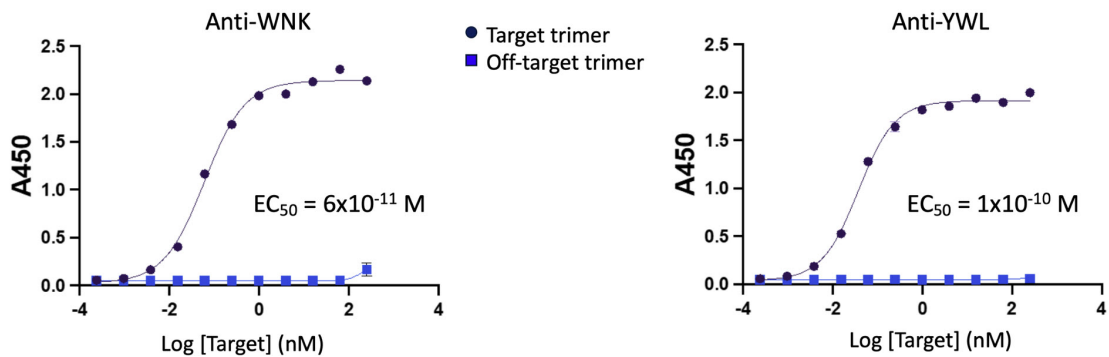 Anti-WNK
2.5
2.0
1.5
1.0
0.5
0.0
A450
-4
-2
0
2
4
Log [Target] (nM)
EC₅₀ = 6x10⁻¹¹ M
Target trimer
Off-target trimer
Anti-YWL
2.5
2.0
1.5
1.0
0.5
0.0
A450
-4
-2
0
2
4
Log [Target] (nM)
EC₅₀ = 1x10⁻¹⁰ M